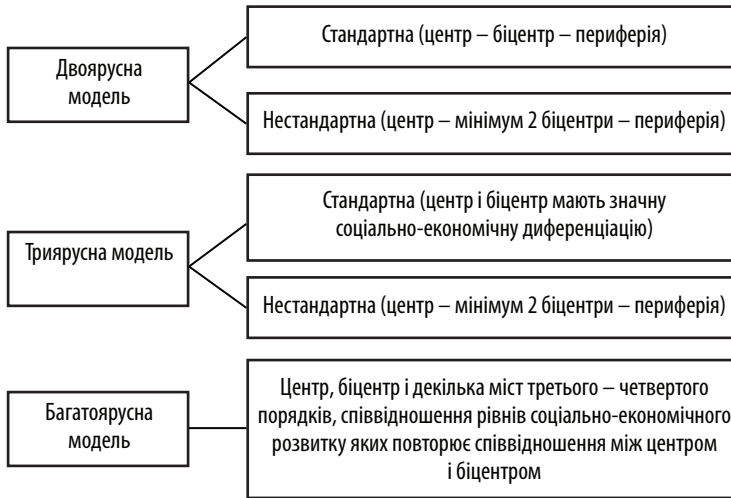 Двоярусна
модель
Стандартна (центр – біцентр – периферія)
Нестандартна (центр – мінімум 2 біцентри – периферія)
Триярусна модель
Стандартна (центр і біцентр мають значну
соціально-економічну диференціацію)
Нестандартна (центр – мінімум 2 біцентри – периферія)
Багатоярусна
модель
Центр, біцентр і декілька міст третього – четвертого
порядків, співвідношення рівнів соціально-економічного
розвитку яких повторює співвідношення між центром
і біцентром